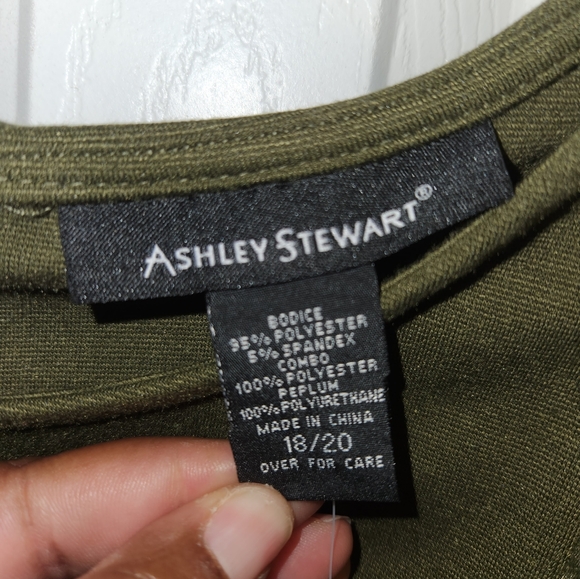 ASHLEY STEWART®
BODICE
95% POLYESTER
5% SPANDEX
COMBO
100% POLYESTER
PEPLUM
100% POLYURETHANE
MADE IN CHINA
18/20
OVER FOR CARE